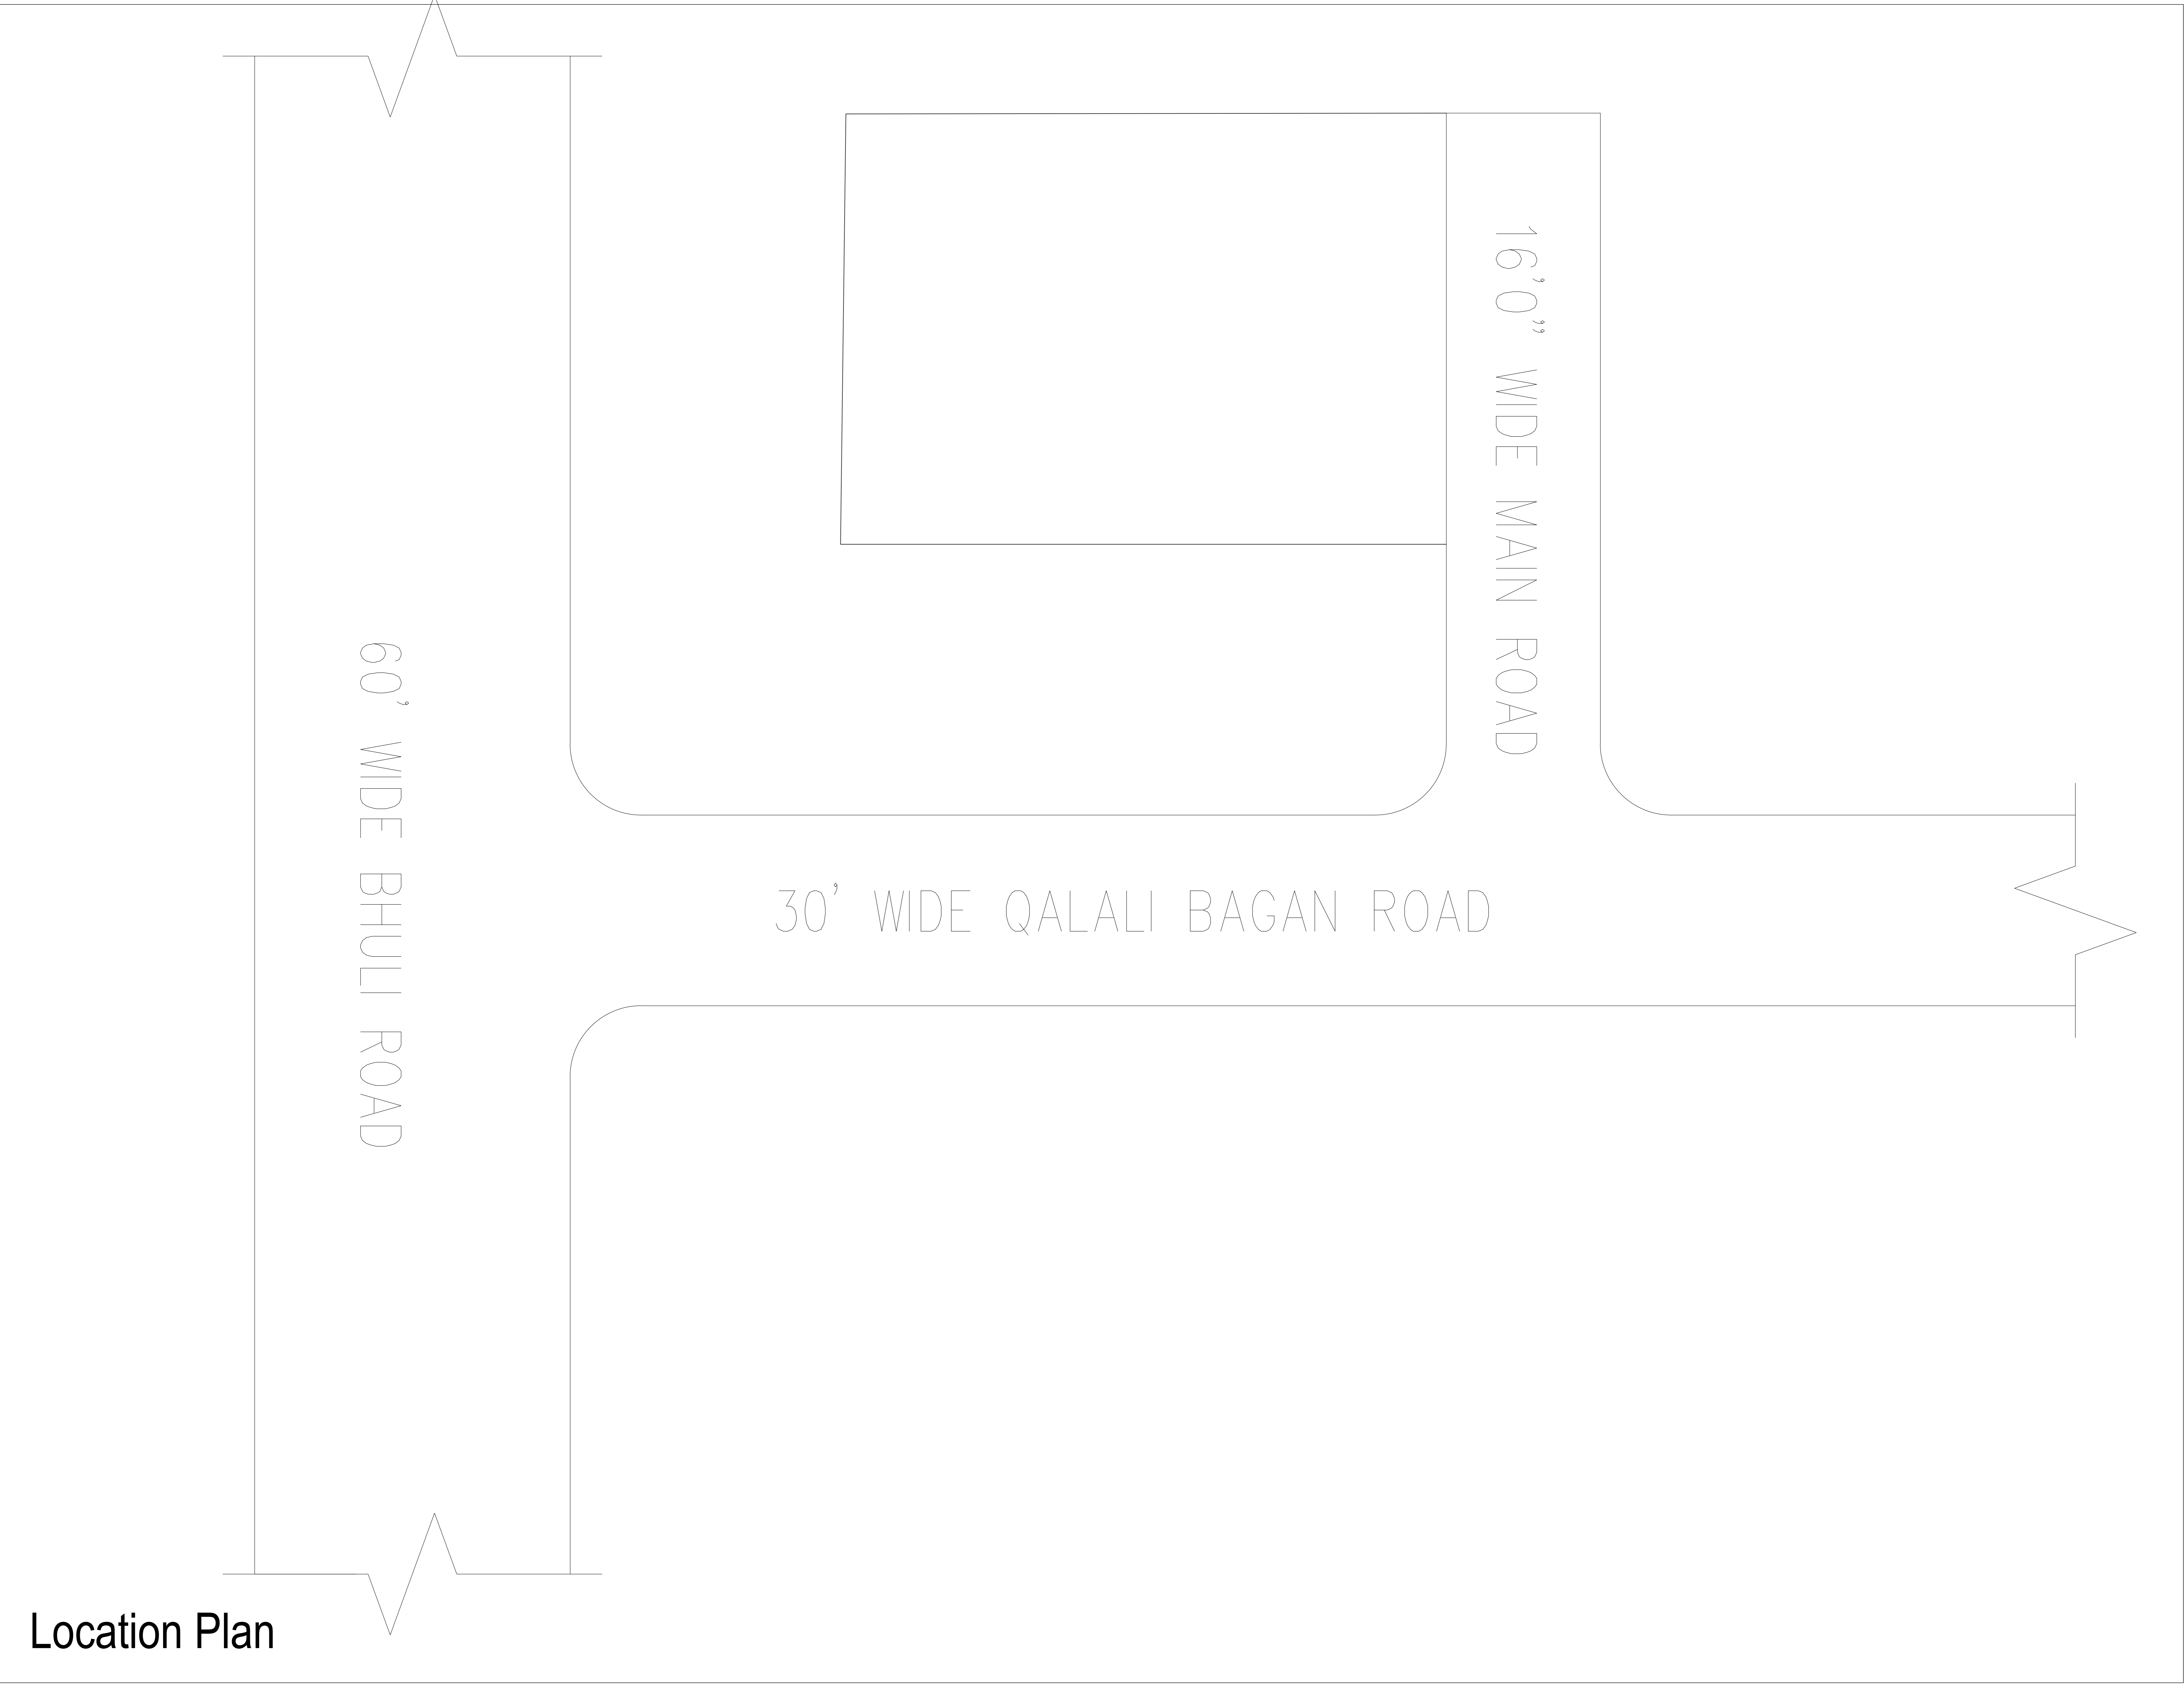 16'0'' WIDE MAIN ROAD
60' WIDE BHULI ROAD
30' WIDE QALALI BAGAN ROAD
Location Plan